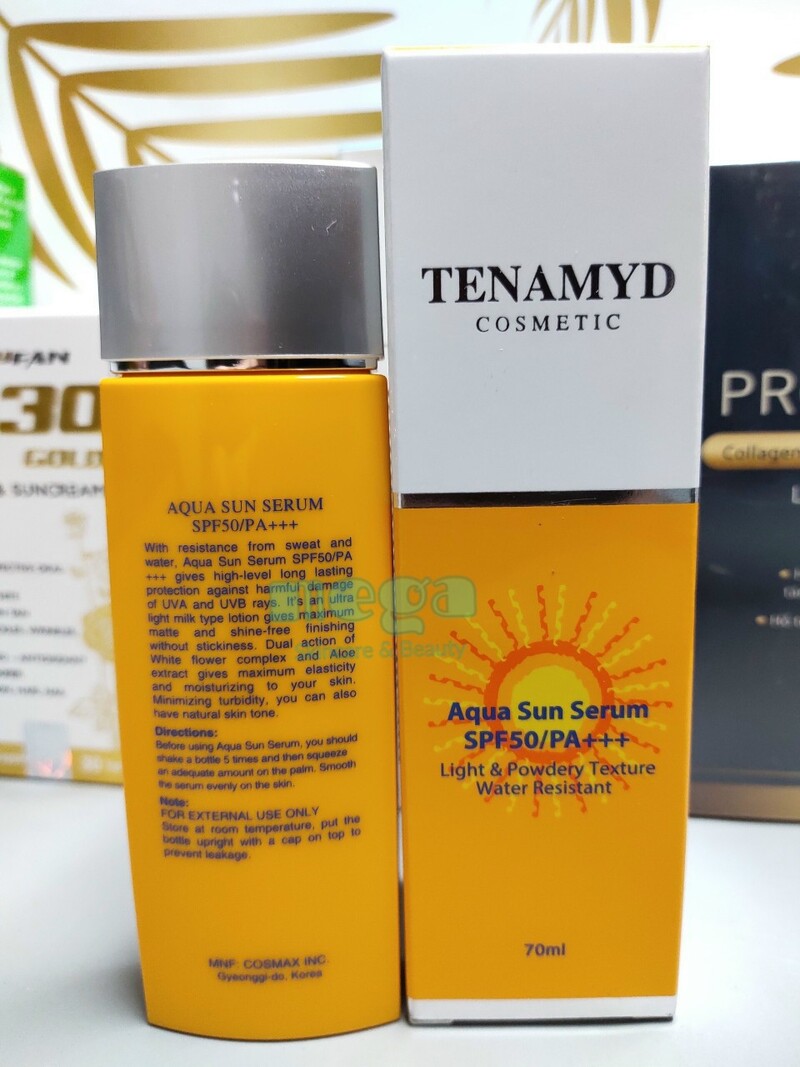 AQUA SUN SERUM
SPF50/PA+++
With resistance from sweat and
water, Aqua Sun Serum SPF50/PA
+++ gives high-level long lasting
protection against harmful damage
of UVA and UVB rays. It's an ultra
light milk type lotion gives maximum
matte and shine-free finishing
without stickiness. Dual action of
White flower complex and Aloe
extract gives maximum elasticity
and moisturizing to your skin.
Minimizing turbidity, you can also
have natural skin tone.
Directions:
Before using Aqua Sun Serum, you should
shake a bottle 5 times and then squeeze
an adequate amount on the palm. Smooth
the serum evenly on the skin.
Note:
FOR EXTERNAL USE ONLY
Store at room temperature, put the
bottle upright with a cap on top to
prevent leakage.
MNF: COSMAX INC.
Gyeonggi-do, Korea
TENAMYD
COSMETIC
Aqua Sun Serum
SPF50/PA+++
Light & Powdery Texture
Water Resistant
70ml
mega
& Beauty
30
GOLD
& SUNCREAM
PR
Collagen